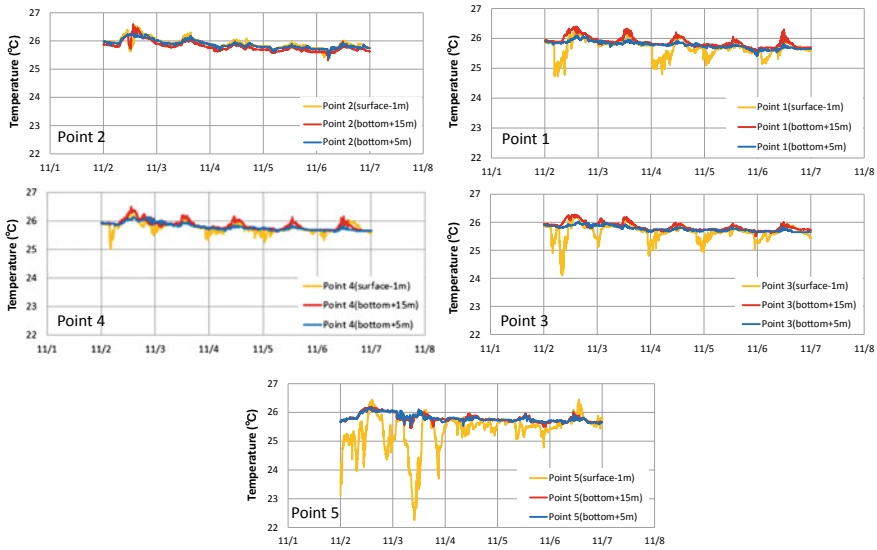 Temperature (℃)
27
26
25
24
23
22
11/1 11/2 11/3 11/4 11/5 11/6 11/7 11/8
Point 2(surface-1m)
Point 2(bottom+15m)
Point 2(bottom+5m)
Point 2
Temperature (℃)
27
26
25
24
23
22
11/1 11/2 11/3 11/4 11/5 11/6 11/7 11/8
Point 1(surface-1m)
Point 1(bottom+15m)
Point 1(bottom+5m)
Point 1
Temperature (℃)
27
26
25
24
23
22
11/1 11/2 11/3 11/4 11/5 11/6 11/7 11/8
Point 4(surface-1m)
Point 4(bottom+15m)
Point 4(bottom+5m)
Point 4
Temperature (℃)
27
26
25
24
23
22
11/1 11/2 11/3 11/4 11/5 11/6 11/7 11/8
Point 3(surface-1m)
Point 3(bottom+15m)
Point 3(bottom+5m)
Point 3
Temperature (℃)
27
26
25
24
23
22
11/1 11/2 11/3 11/4 11/5 11/6 11/7 11/8
Point 5(surface-1m)
Point 5(bottom+15m)
Point 5(bottom+5m)
Point 5